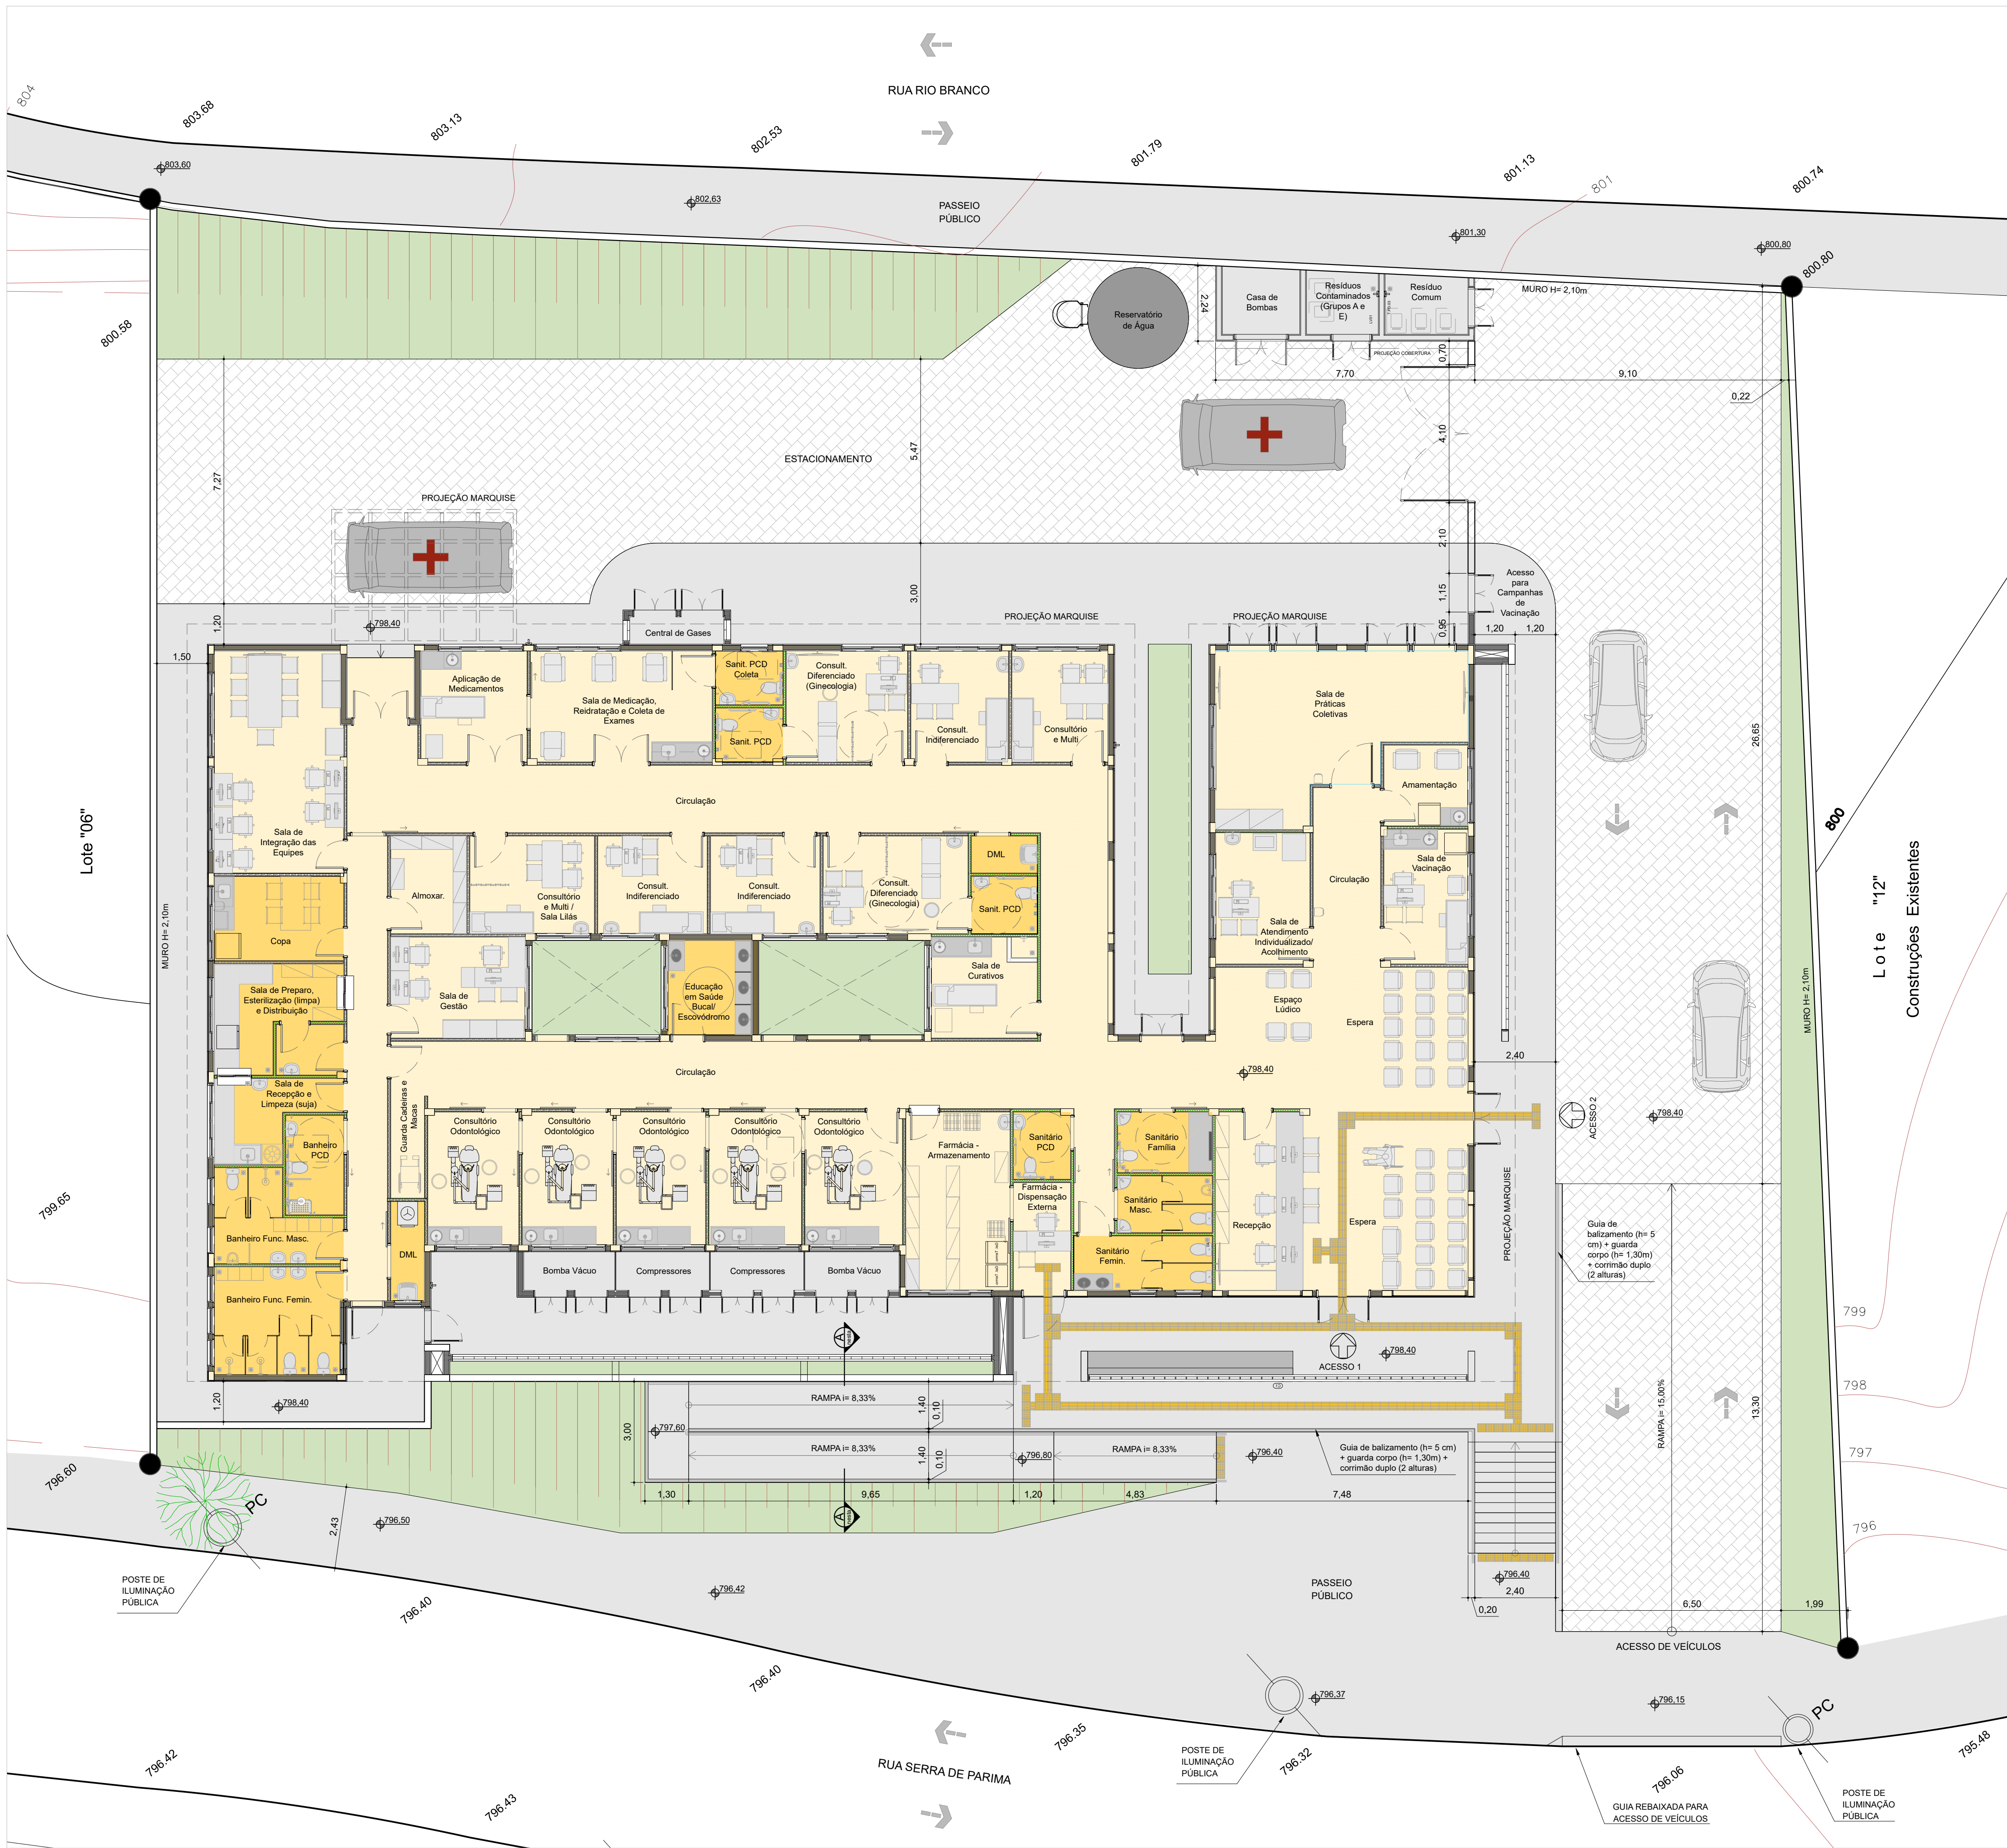 RUA RIO BRANCO
804
803.68
803.13
802.53
801.79
801.13
800.74
803,60
802,63
PASSEIO
PÚBLICO
801
801,30
800,80
800.80
MURO H= 2,10m
800.58
Reservatório
de Água
2,24
Casa de
Bombas
Resíduos
Contaminados
(Grupos A e
E)
Resíduo
Comum
PROJEÇÃO COBERTURA
0,70
7,70
9,10
0,22
4,10
ESTACIONAMENTO
5,47
7,27
PROJEÇÃO MARQUISE
2,10
Acesso
para
Campanhas
de
Vacinação
1,15
3,00
1,20
798,40
Central de Gases
PROJEÇÃO MARQUISE
PROJEÇÃO MARQUISE
0,95
1,20
1,20
1,50
Aplicação de
Medicamentos
Sala de Medicação,
Reidratação e Coleta de
Exames
Sanit. PCD
Coleta
Sanit. PCD
Consult.
Diferenciado
(Ginecologia)
Consult.
Indiferenciado
Consultório
e Multi
Sala de
Práticas
Coletivas
26,65
Amamentação
Circulação
Lote "06"
Sala de
Integração das
Equipes
MURO H= 2,10m
Almoxar.
Consultório
e Multi /
Sala Lilás
Consult.
Indiferenciado
Consult.
Indiferenciado
Consult.
Diferenciado
(Ginecologia)
DML
Sanit. PCD
Sala de
Atendimento
Individualizado/
Acolhimento
Circulação
Sala de
Vacinação
800
Lote "12"
Construções Existentes
MURO H= 2,10m
Copa
Sala de
Gestão
Educação
em Saúde
Bucal/
Escovódromo
Sala de
Curativos
Sala de Preparo,
Esterilização (limpa)
e Distribuição
Espaço
Lúdico
Espera
Circulação
798,40
2,40
Sala de
Recepção e
Limpeza (suja)
Guarda Cadeiras e
Macas
Banheiro
PCD
Consultório
Odontológico
Consultório
Odontológico
Consultório
Odontológico
Consultório
Odontológico
Consultório
Odontológico
Farmácia -
Armazenamento
Sanitário
PCD
Farmácia -
Dispensação
Externa
Sanitário
Família
Sanitário
Masc.
Sanitário
Femin.
Recepção
Espera
ACESSO 2
798,40
PROJEÇÃO MARQUISE
799.65
Banheiro Func. Masc.
DML
Banheiro Func. Femin.
Bomba Vácuo
Compressores
Compressores
Bomba Vácuo
Guia de
balizamento (h= 5
cm) + guarda
corpo (h= 1,30m)
+ corrimão duplo
(2 alturas)
799
A
ACESSO 1
798,40
798
RAMPA i= 15,00%
13,30
1,20
798,40
RAMPA i= 8,33%
1,40
0,10
3,00
797,60
RAMPA i= 8,33%
1,40
0,10
796,80
RAMPA i= 8,33%
796,40
Guia de balizamento (h= 5 cm)
+ guarda corpo (h= 1,30m) +
corrimão duplo (2 alturas)
797
796.60
1,30
9,65
1,20
4,83
7,48
A
PC
2,43
796,50
796
POSTE DE
ILUMINAÇÃO
PÚBLICA
796,42
PASSEIO
PÚBLICO
796,40
2,40
0,20
6,50
1,99
796.40
ACESSO DE VEÍCULOS
796.40
796,37
796,15
PC
796.35
796.32
796.42
RUA SERRA DE PARIMA
POSTE DE
ILUMINAÇÃO
PÚBLICA
795.48
796.06
796.43
GUIA REBAIXADA PARA
ACESSO DE VEÍCULOS
POSTE DE
ILUMINAÇÃO
PÚBLICA